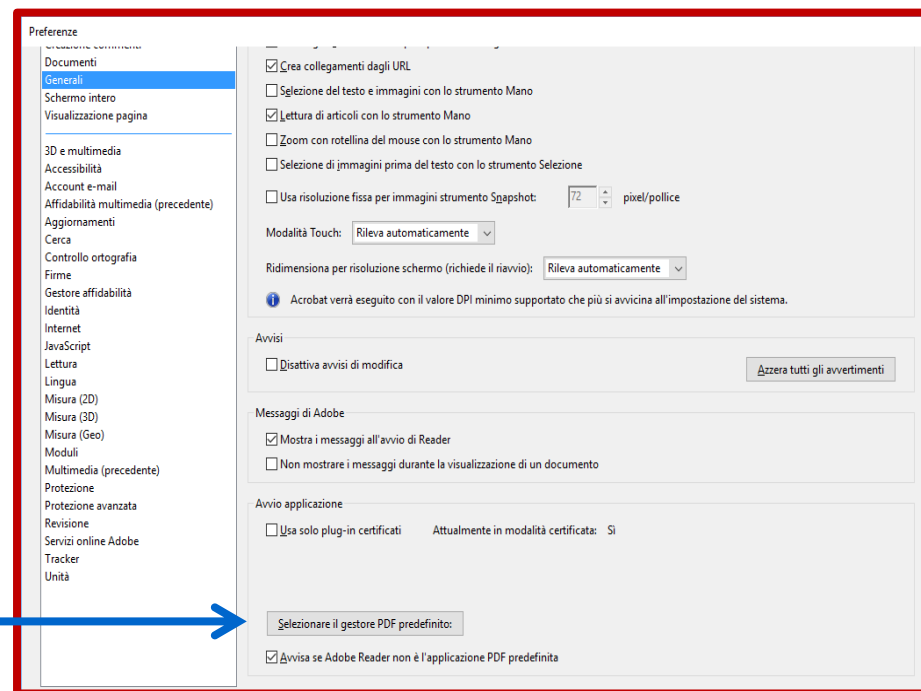 Preferenze
Documenti
Generali
Schermo intero
Visualizzazione pagina
3D e multimedia
Accessibilità
Account e-mail
Affidabilità multimedia (precedente)
Aggiornamenti
Cerca
Controllo ortografia
Firme
Gestore affidabilità
Identità
Internet
JavaScript
Lettura
Lingua
Misura (2D)
Misura (3D)
Misura (Geo)
Moduli
Multimedia (precedente)
Protezione
Protezione avanzata
Revisione
Servizi online Adobe
Tracker
Unità
Crea collegamenti dagli URL
Selezione del testo e immagini con lo strumento Mano
Lettura di articoli con lo strumento Mano
Zoom con rotellina del mouse con lo strumento Mano
Selezione di immagini prima del testo con lo strumento Selezione
Usa risoluzione fissa per immagini strumento Snapshot: 72 pixel/pollice
Modalità Touch: Rileva automaticamente
Ridimensiona per risoluzione schermo (richiede il riavvio): Rileva automaticamente
Acrobat verrà eseguito con il valore DPI minimo supportato che più si avvicina all'impostazione del sistema.
Avvisi
Disattiva avvisi di modifica
Azzera tutti gli avvertimenti
Messaggi di Adobe
Mostra i messaggi all'avvio di Reader
Non mostrare i messaggi durante la visualizzazione di un documento
Avvio applicazione
Usa solo plug-in certificati Attualmente in modalità certificata: Sì
Selezionare il gestore PDF predefinito:
Avvisa se Adobe Reader non è l'applicazione PDF predefinita